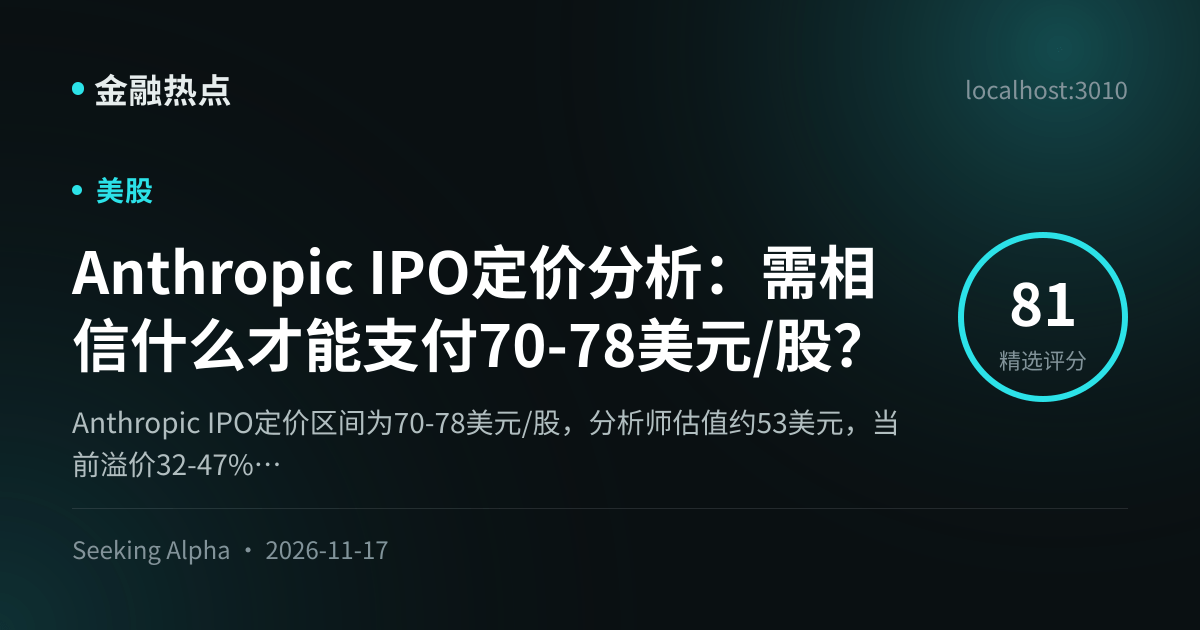 金融热点
localhost:3010
美股
Anthropic IPO定价分析：需相
信什么才能支付70-78美元/股？
81
精选评分
Anthropic IPO定价区间为70-78美元/股，分析师估值约53美元，当
前溢价32-47%…
Seeking Alpha · 2026-11-17